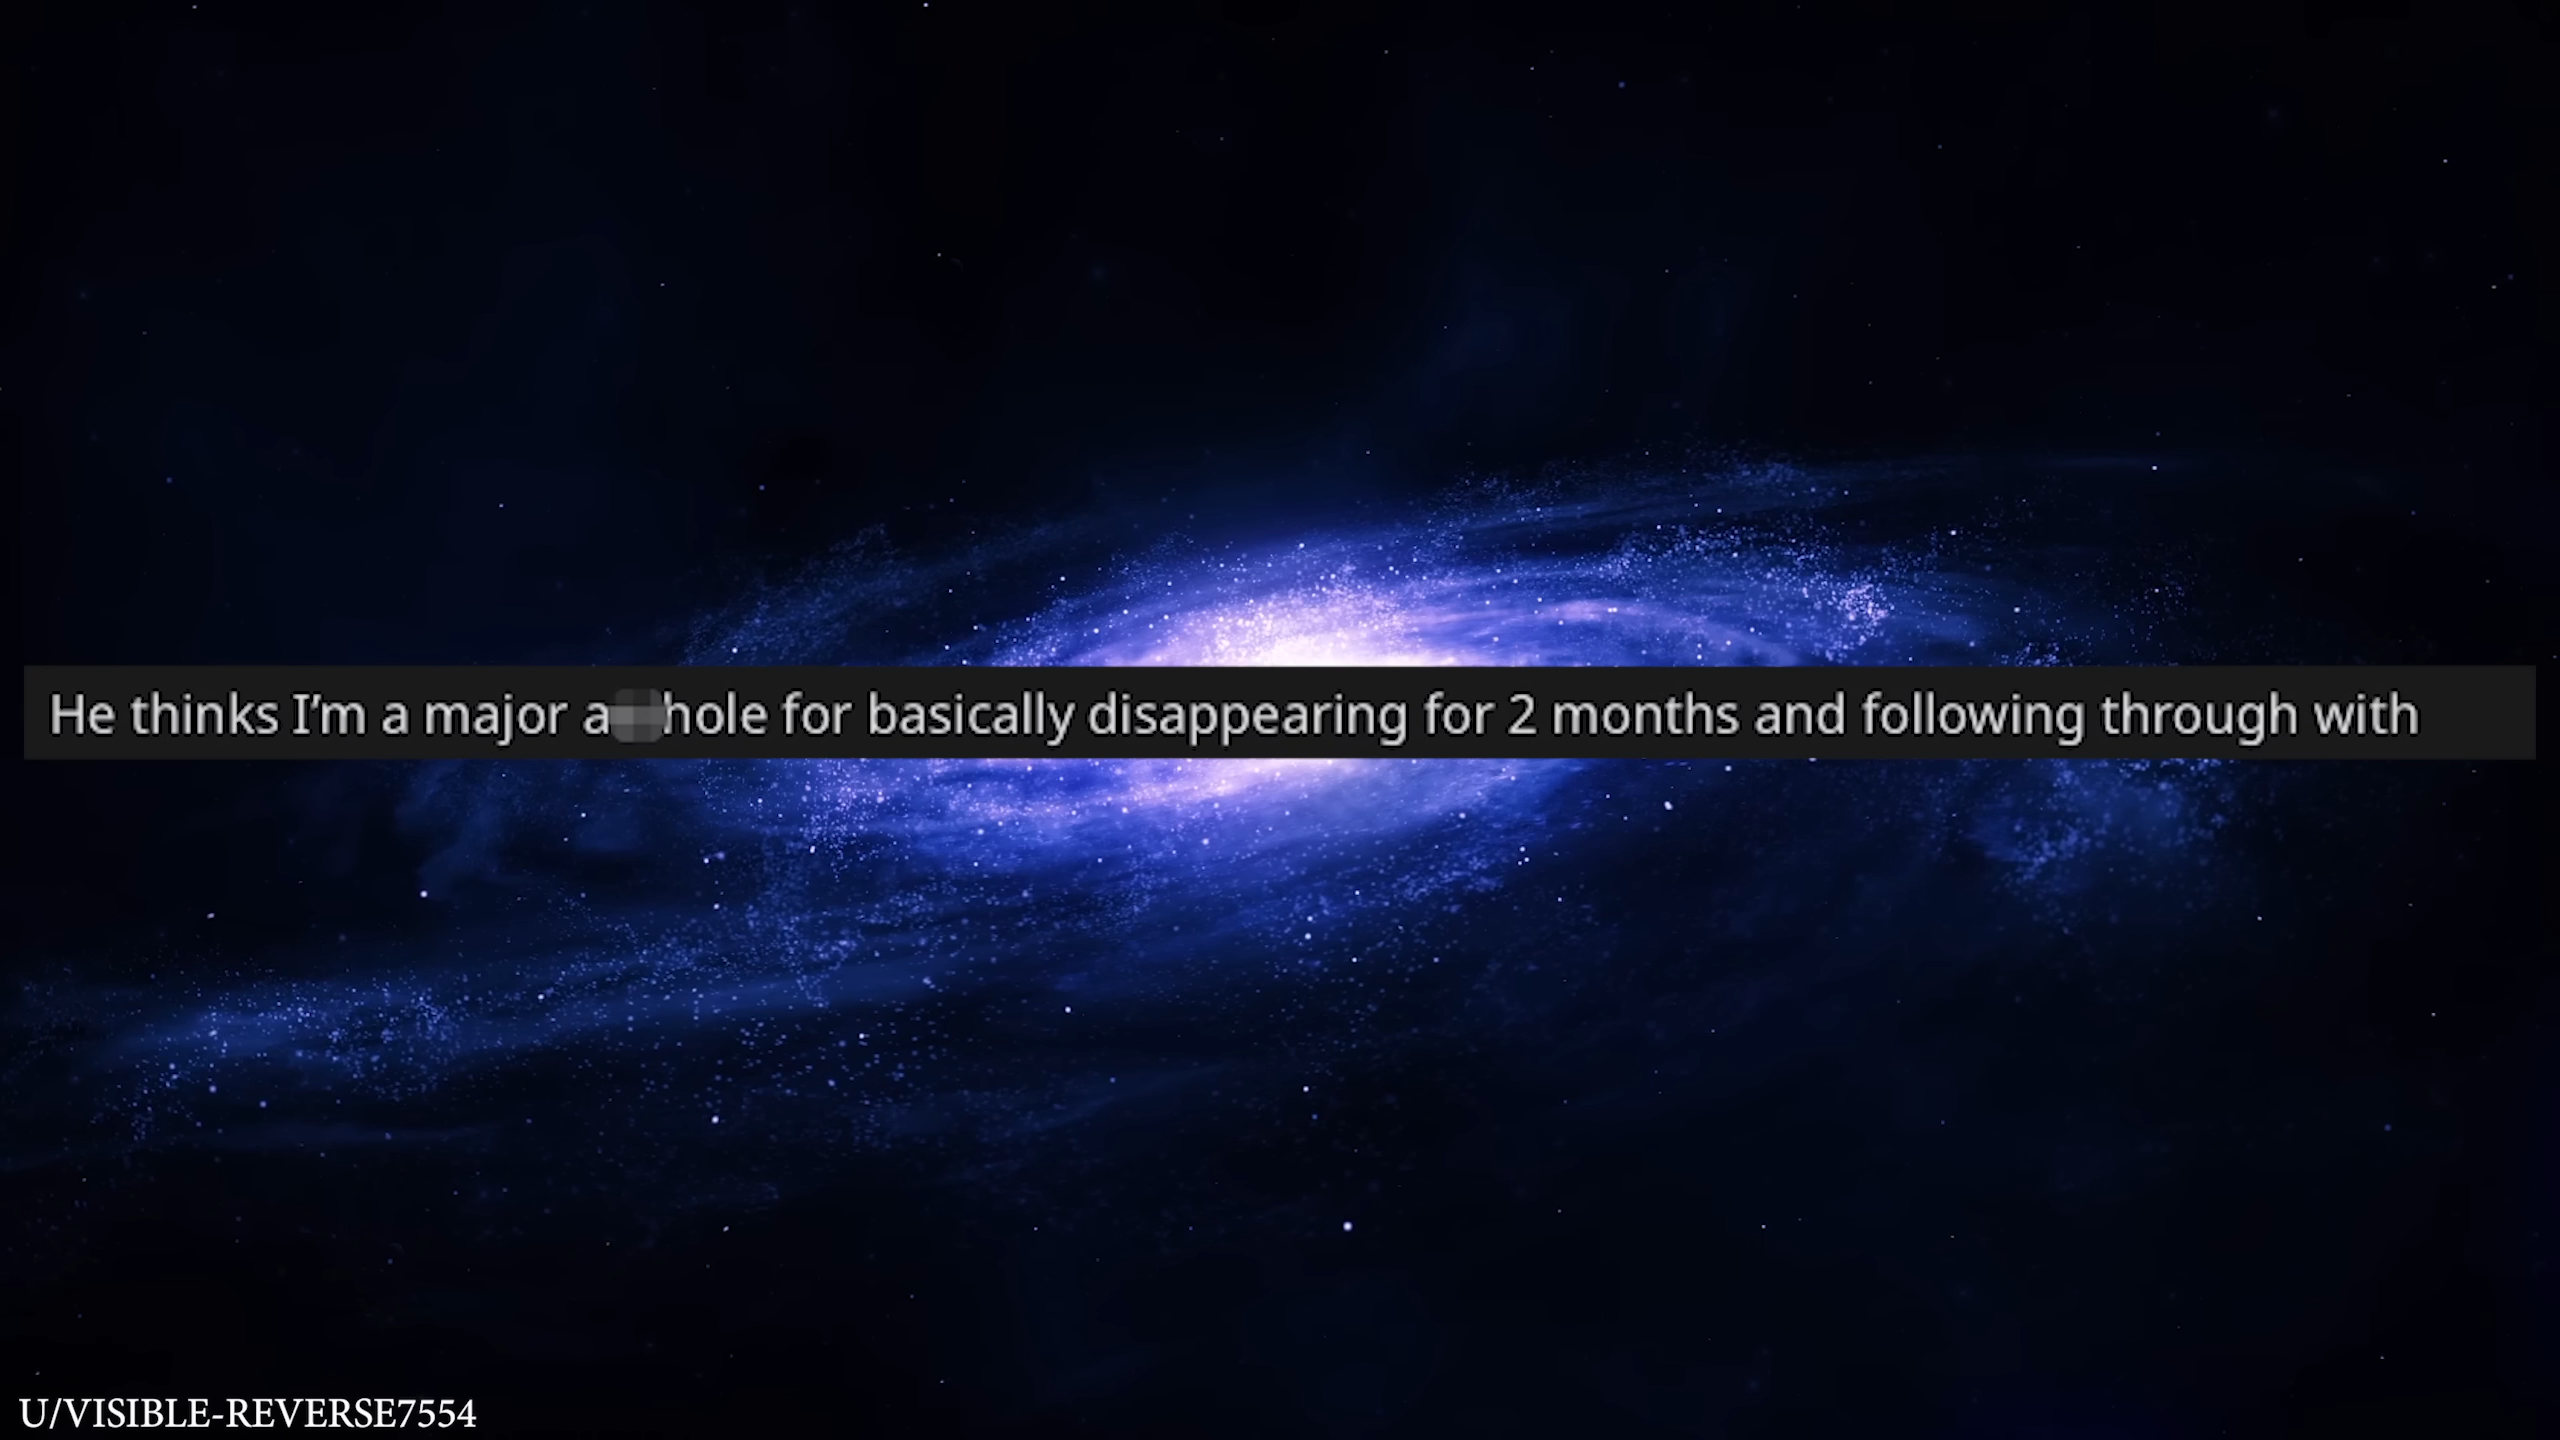 He thinks I'm a major a hole for basically disappearing for 2 months and following through with
U/VISIBLE-REVERSE7554